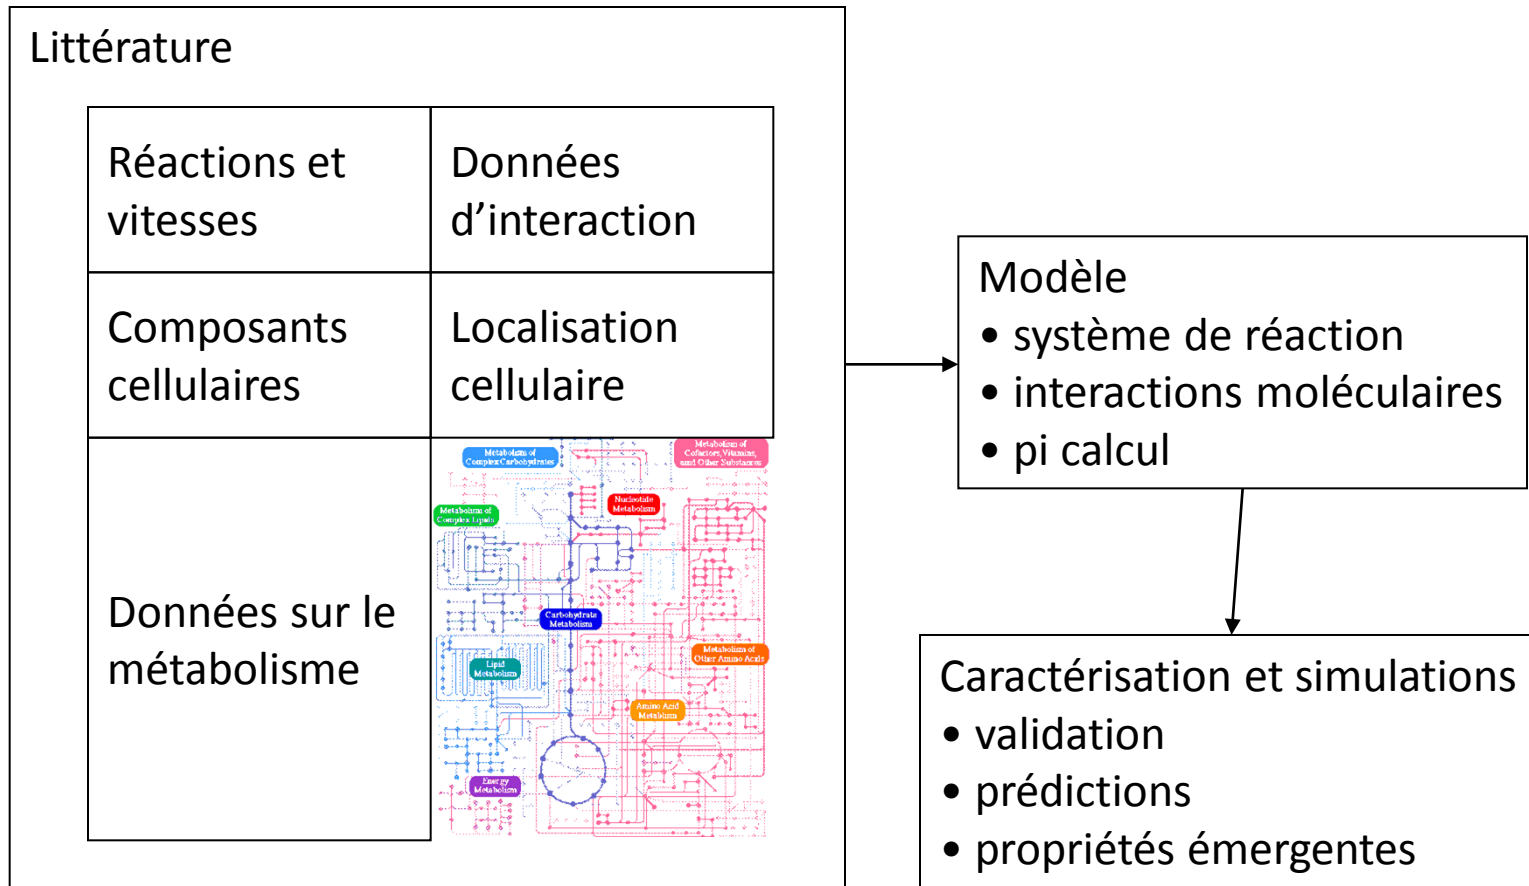 Littérature
Réactions et
vitesses
Données
d’interaction
Composants
cellulaires
Localisation
cellulaire
Données sur le
métabolisme
Metabolism of
Complex Carbohydrates
Metabolism of
Cofactors, Vitamins,
and Other Substances
Nucleotide
Metabolism
Metabolism of
Complex Lipids
Carbohydrate
Metabolism
Metabolism of
Other Amino Acids
Lipid
Metabolism
Amino Acid
Metabolism
Energy
Metabolism
Modèle
• système de réaction
• interactions moléculaires
• pi calcul
Caractérisation et simulations
• validation
• prédictions
• propriétés émergentes